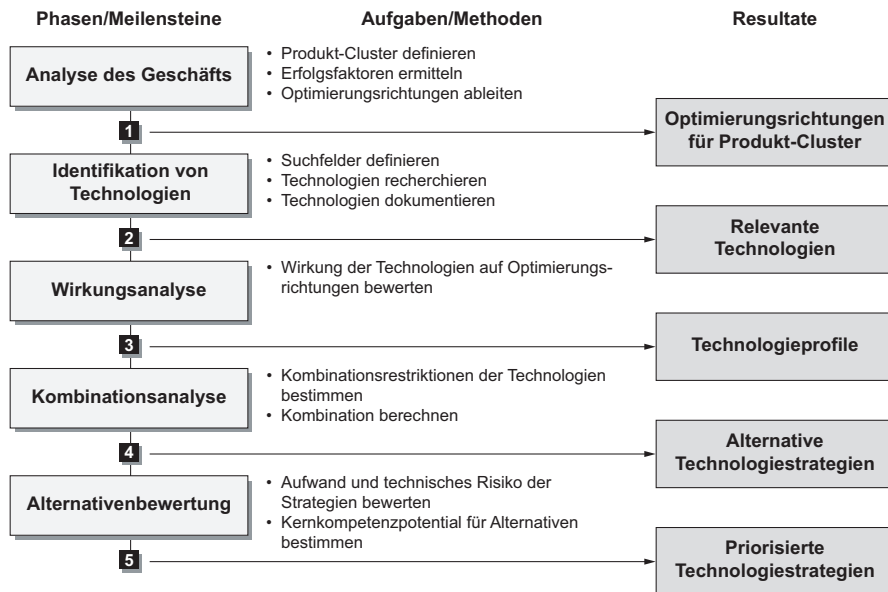 Phasen/Meilensteine
Aufgaben/Methoden
Resultate
Analyse des Geschäfts
• Produkt-Cluster definieren
• Erfolgsfaktoren ermitteln
• Optimierungsrichtungen ableiten
1
Optimierungsrichtungen
für Produkt-Cluster
Identifikation von
Technologien
• Suchfelder definieren
• Technologien recherchieren
• Technologien dokumentieren
2
Relevante
Technologien
Wirkungsanalyse
• Wirkung der Technologien auf Optimierungs-
richtungen bewerten
3
Technologieprofile
Kombinationsanalyse
• Kombinationsrestriktionen der Technologien
bestimmen
• Kombination berechnen
4
Alternative
Technologiestrategien
Alternativenbewertung
• Aufwand und technisches Risiko der
Strategien bewerten
• Kernkompetenzpotential für Alternativen
bestimmen
5
Priorisierte
Technologiestrategien